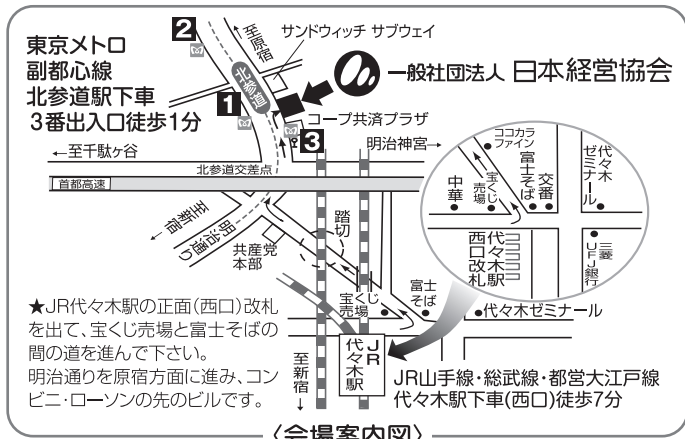 東京メトロ
副都心線
北参道駅下車
3番出入口徒歩1分
2
至原宿
サンドウィッチ サブウェイ
北参道
一般社団法人 日本経営協会
1
コープ共済プラザ
3
明治神宮→
←至千駄ヶ谷
北参道交差点
首都高速
至新宿
明治通り
共産党
本部
踏切
ココカラ
ファイン
富士そば
交番
代々木
ゼミナール
中華
宝くじ
売場
代々木駅
西口改札
三菱
UFJ銀行
宝くじ
売場
富士
そば
代々木ゼミナール
★JR代々木駅の正面(西口)改札
を出て、宝くじ売場と富士そばの
間の道を進んで下さい。
明治通りを原宿方面に進み、コン
ビニ・ローソンの先のビルです。
至新宿
↓
JR
代々木駅
JR山手線・総武線・都営大江戸線
代々木駅下車(西口)徒歩7分
〈会場案内図〉